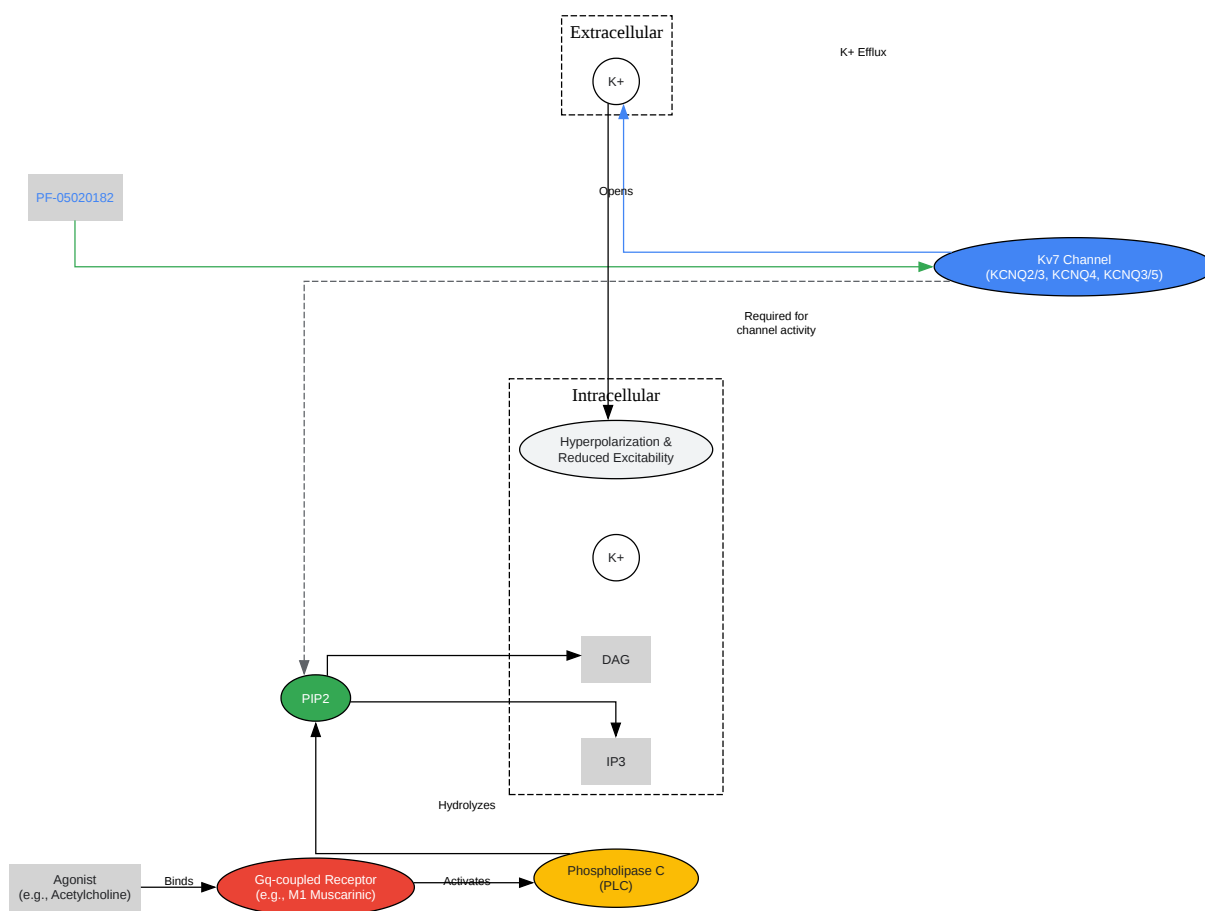 Extracellular
K+ Efflux
K+
PF-05020182
Opens
Kv7 Channel
(KCNQ2/3, KCNQ4, KCNQ3/5)
Required for
channel activity
Intracellular
Hyperpolarization &
Reduced Excitability
K+
DAG
PIP2
IP3
Hydrolyzes
Agonist
(e.g., Acetylcholine)
Binds
Gq-coupled Receptor
(e.g., M1 Muscarinic)
Activates
Phospholipase C
(PLC)